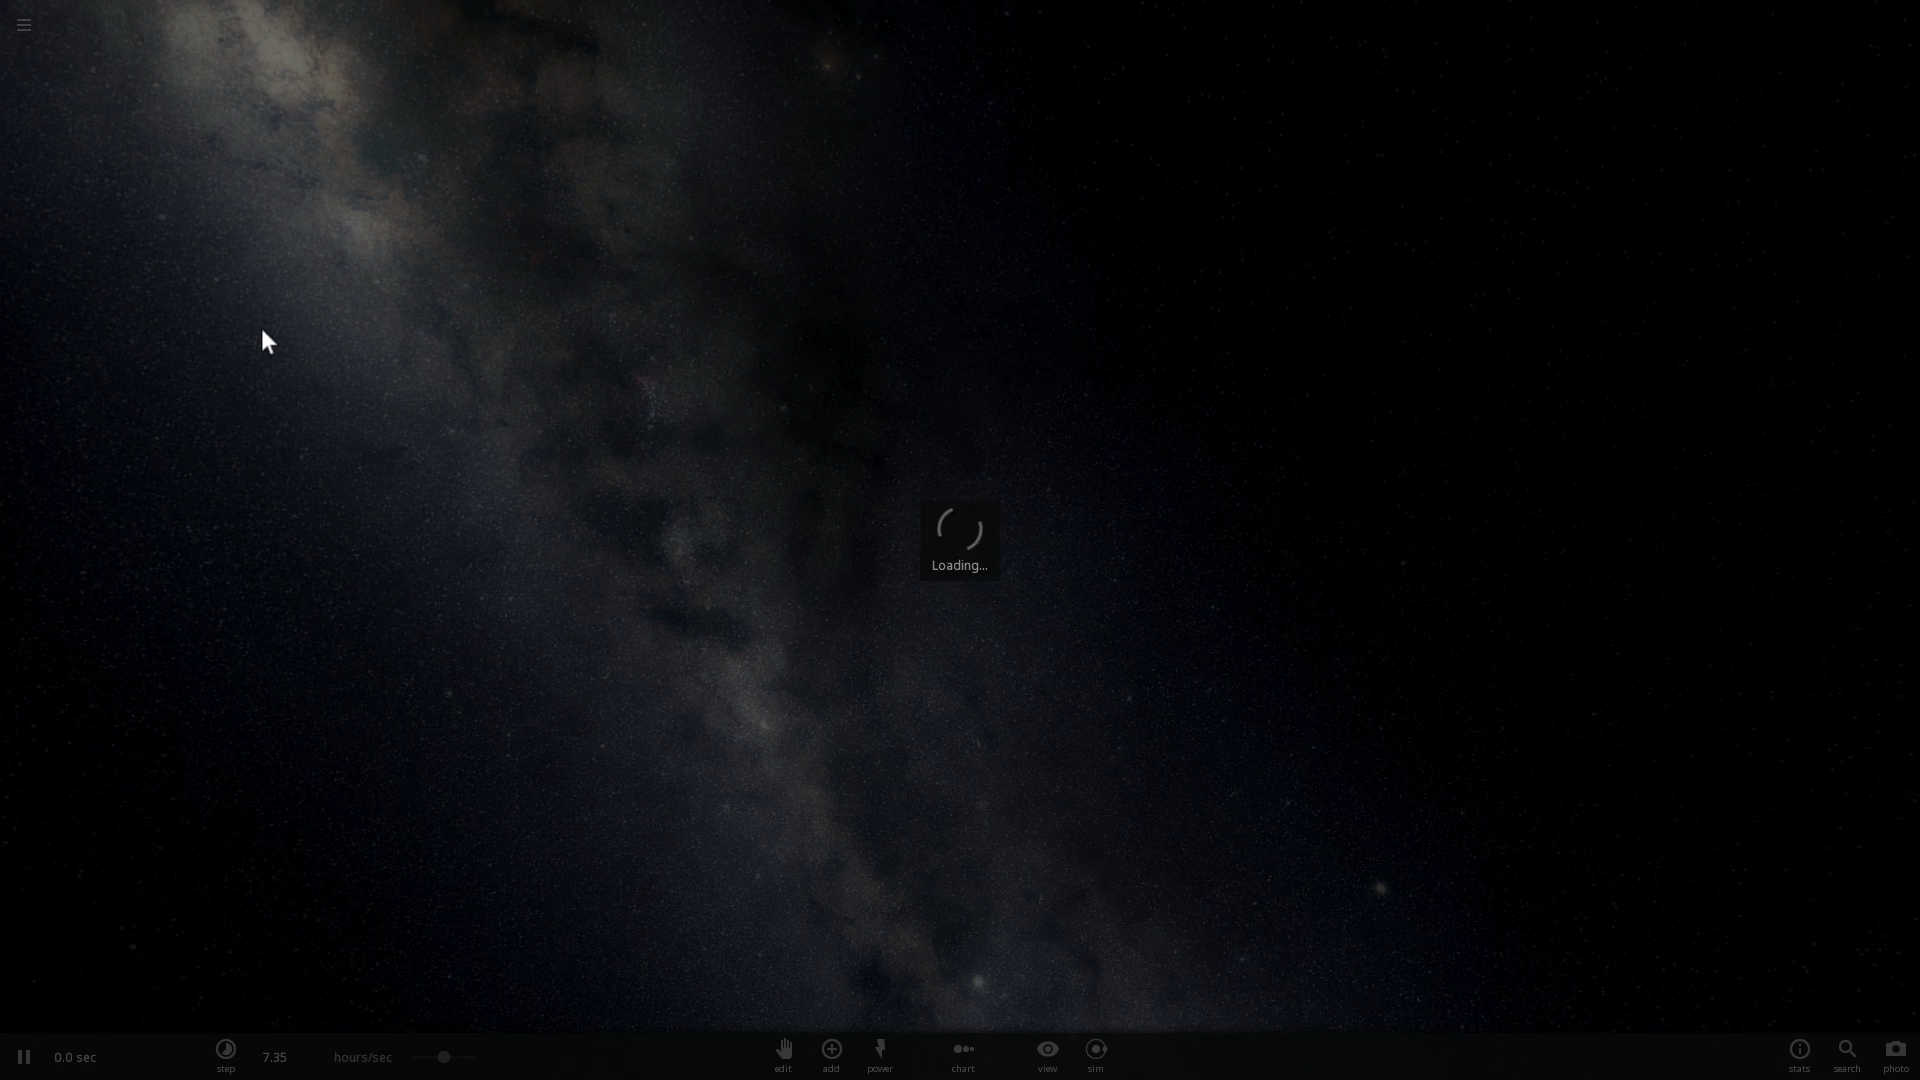 Loading...
0.0 sec
step
7.35
hours/sec
edit
add
power
chart
view
sim
stats
search
photo